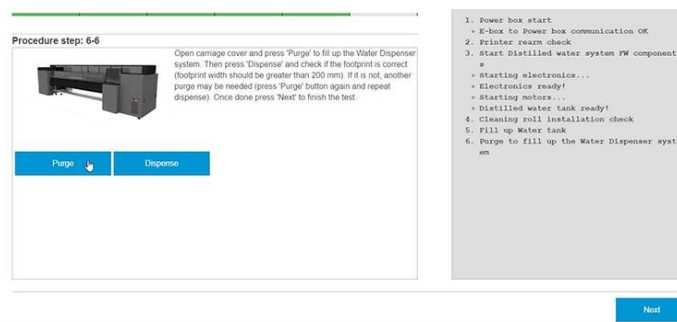 Procedure step: 6-6
Open carriage cover and press 'Purge' to fill up the Water Dispenser
system. Then press 'Dispense' and check if the footprint is correct
(footprint width should be greater than 200 mm). If it is not, another
purge may be needed (press 'Purge' button again and repeat
dispense). Once done press 'Next' to finish the test.
Purge
Dispense
1. Power box start
» E-box to Power box communication OK
2. Printer rearm check
3. Start Distilled water system FW component
s
» Starting electronics...
» Electronics ready!
» Starting motors...
» Distilled water tank ready!
4. Cleaning roll installation check
5. Fill up Water tank
6. Purge to fill up the Water Dispenser syst
em
Next